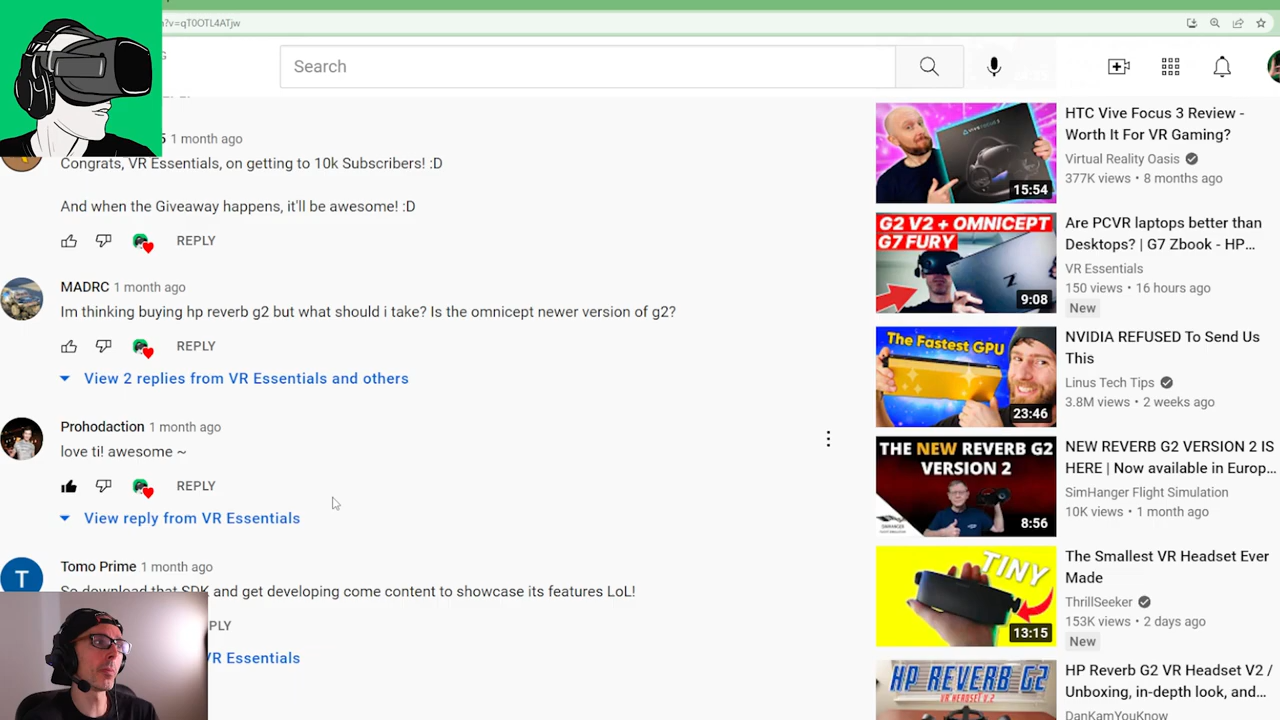 ?v=qT0OTL4ATjw
G
Search
5 1 month ago
Congrats, VR Essentials, on getting to 10k Subscribers! :D
And when the Giveaway happens, it'll be awesome! :D
REPLY
MADRC 1 month ago
Im thinking buying hp reverb g2 but what should i take? Is the omnicept newer version of g2?
REPLY
View 2 replies from VR Essentials and others
Prohodaction 1 month ago
love ti! awesome ~
REPLY
View reply from VR Essentials
T
Tomo Prime 1 month ago
So download that SDK and get developing come content to showcase its features LoL!
PLY
VR Essentials
15:54
HTC Vive Focus 3 Review -
Worth It For VR Gaming?
Virtual Reality Oasis
377K views • 8 months ago
G2 V2 + OMNICEPT
G7 FURY
9:08
Are PCVR laptops better than
Desktops? | G7 Zbook - HP...
VR Essentials
150 views • 16 hours ago
New
The Fastest GPU
23:46
NVIDIA REFUSED To Send Us
This
Linus Tech Tips
3.8M views • 2 weeks ago
THE NEW REVERB G2
VERSION 2
8:56
NEW REVERB G2 VERSION 2 IS
HERE | Now available in Europ...
SimHanger Flight Simulation
10K views • 1 month ago
TINY
13:15
The Smallest VR Headset Ever
Made
ThrillSeeker
153K views • 2 days ago
New
HP REVERB G2
VR HEADSET V.2
HP Reverb G2 VR Headset V2 /
Unboxing, in-depth look, and...
DanKamYouKnow